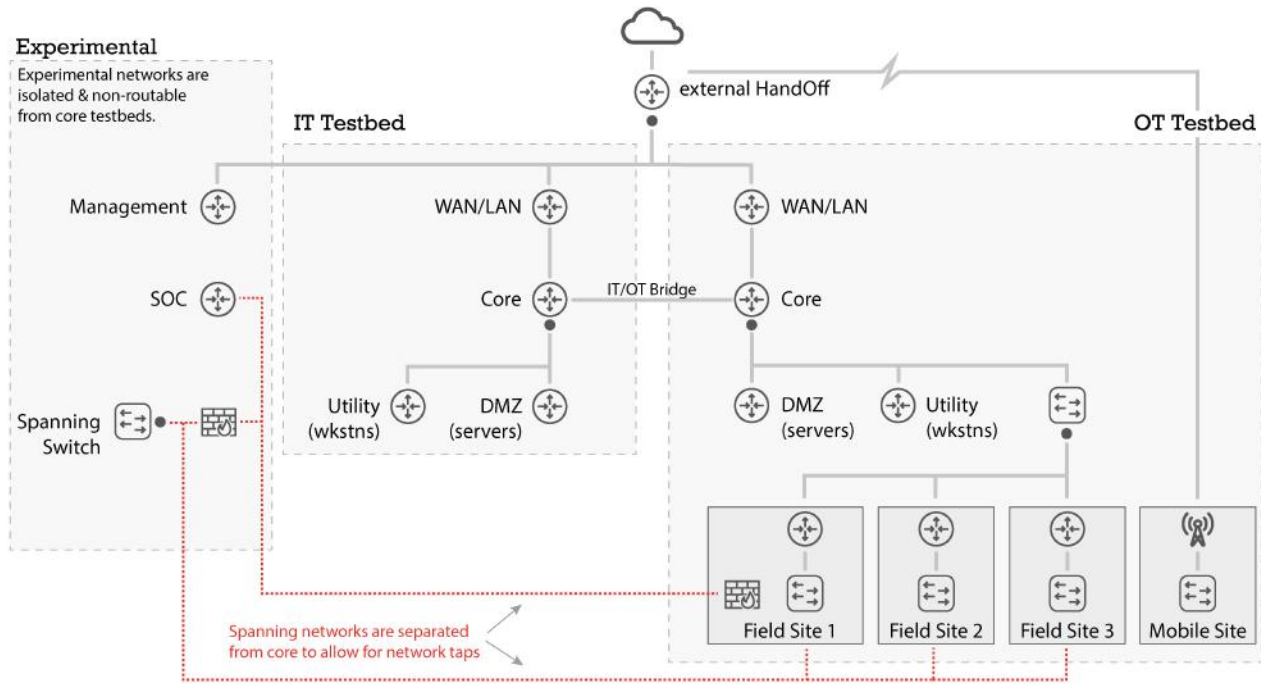 Experimental
Experimental networks are
isolated & non-routable
from core testbeds.
external HandOff
IT Testbed
OT Testbed
Management
WAN/LAN
WAN/LAN
SOC
Core
IT/OT Bridge
Core
Spanning
Switch
Utility
(wkstns)
DMZ
(servers)
DMZ
(servers)
Utility
(wkstns)
Field Site 1
Field Site 2
Field Site 3
Mobile Site
Spanning networks are separated
from core to allow for network taps